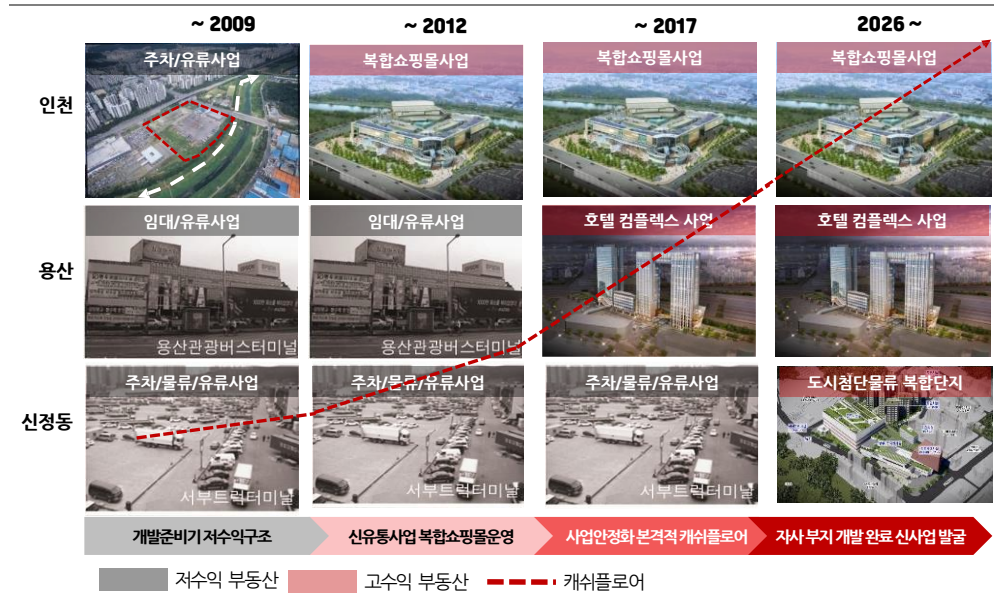 ~ 2009
~ 2012
~ 2017
2026 ~
인천
주차/유류사업
복합쇼핑몰사업
복합쇼핑몰사업
복합쇼핑몰사업
용산
임대/유류사업
임대/유류사업
호텔 컴플렉스 사업
호텔 컴플렉스 사업
용산관광버스터미널
용산관광버스터미널
신정동
주차/물류/유류사업
주차/물류/유류사업
주차/물류/유류사업
도시첨단물류 복합단지
서부트럭터미널
서부트럭터미널
서부트럭터미널
개발준비기 저수익구조
신유통사업 복합쇼핑몰운영
사업안정화 본격적 캐쉬플로어
자사 부지 개발 완료 신사업 발굴
저수익 부동산
고수익 부동산
캐쉬플로어